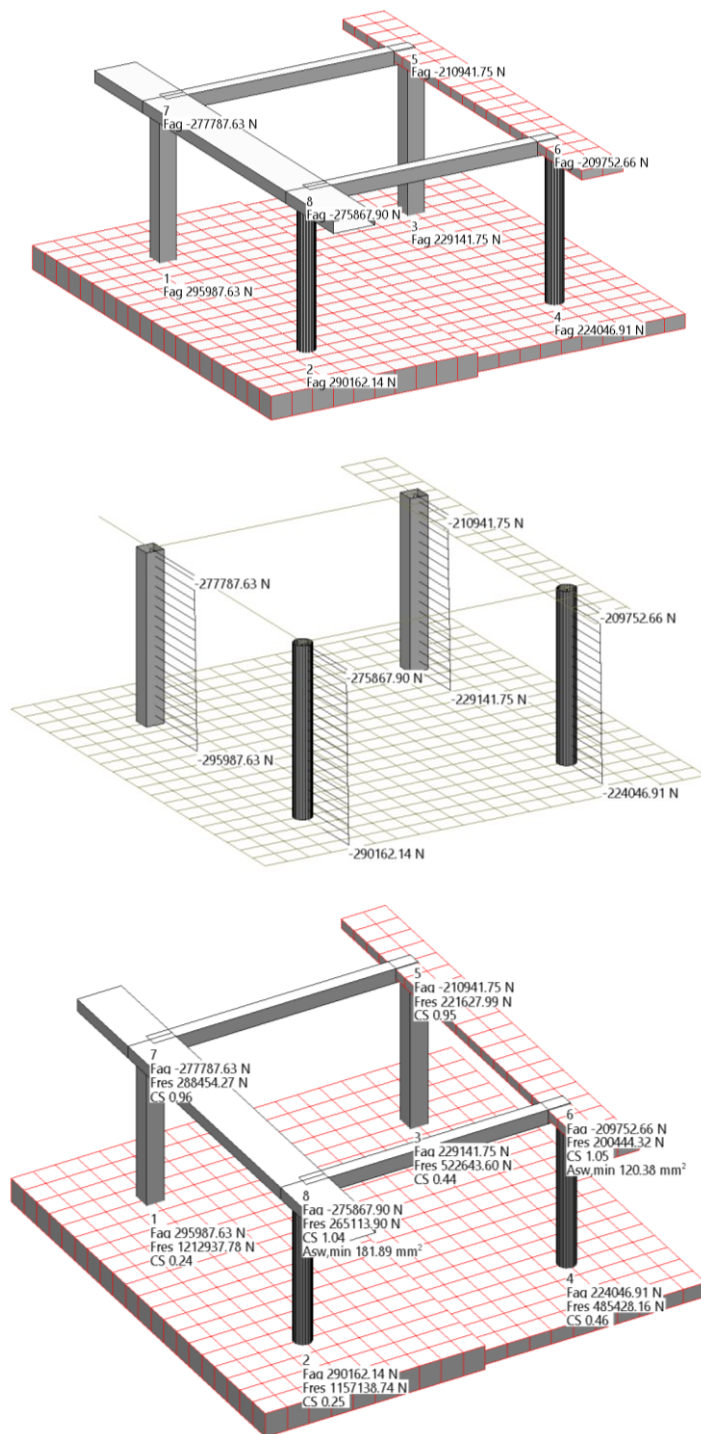 5
Fag -210941.75 N
7
Fag -277787.63 N
6
Fag -209752.66 N
8
Fag -275867.90 N
3
Fag 229141.75 N
1
Fag 295987.63 N
4
Fag 224046.91 N
2
Fag 290162.14 N
-210941.75 N
-277787.63 N
-209752.66 N
-275867.90 N
-229141.75 N
-295987.63 N
-224046.91 N
-290162.14 N
5
Fag -210941.75 N
Fres 221627.99 N
CS 0.95
7
Fag -277787.63 N
Fres 288454.27 N
CS 0.96
6
Fag -209752.66 N
Fres 200444.32 N
CS 1.05
Asw,min 120.38 mm²
3
Fag 229141.75 N
Fres 522643.60 N
CS 0.44
8
Fag -275867.90 N
Fres 265113.90 N
CS 1.04
Asw,min 181.89 mm²
1
Fag 295987.63 N
Fres 1212937.78 N
CS 0.24
4
Fag 224046.91 N
Fres 485428.16 N
CS 0.46
2
Fag 290162.14 N
Fres 1157138.74 N
CS 0.25